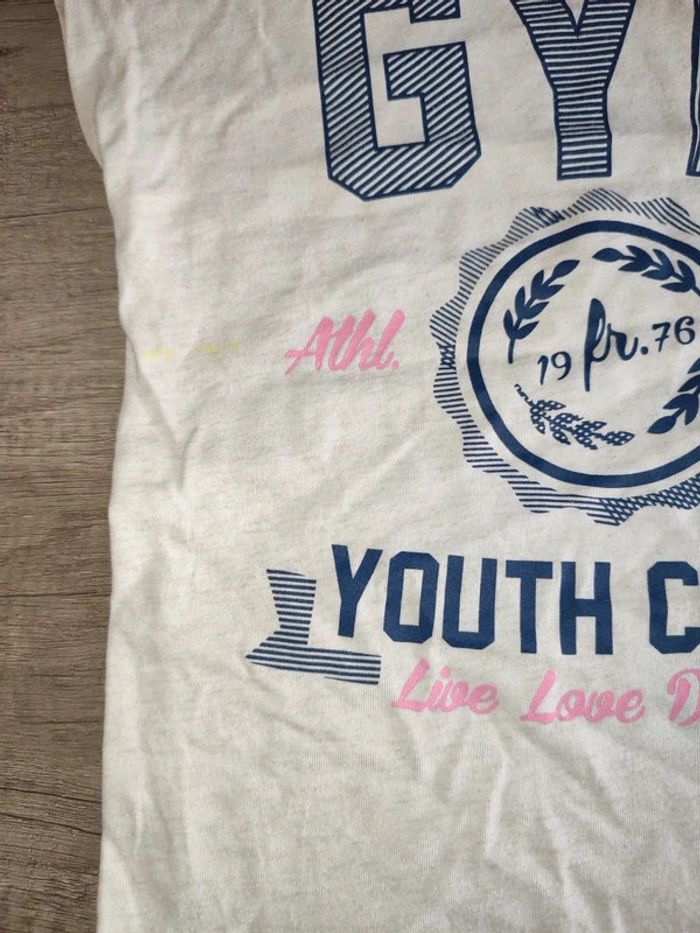 GY
Athl.
19 fr. 76
YOUTH C
Live Love D